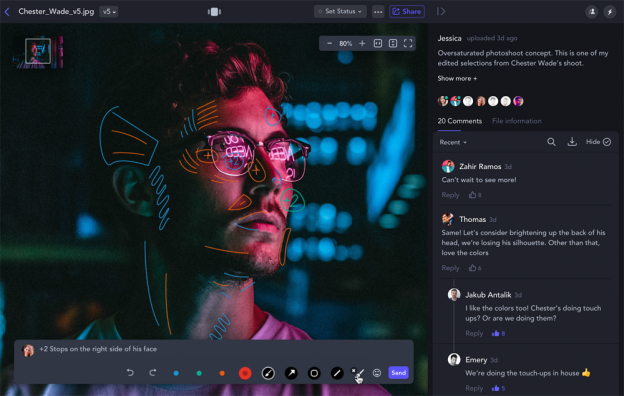 Chester_Wade_v5.jpg v5
Set Status
Share
80%
+2 Stops on the right side of his face
Send
Jessica uploaded 3d ago
Oversaturated photoshoot concept. This is one of my
edited selections from Chester Wade's shoot.
Show more +
20 Comments File information
Recent Hide
Zahir Ramos 3d
Can't wait to see more!
Reply 8
Thomas 3d
Same! Let's consider brightening up the back of his
head, we're losing his silhouette. Other than that,
love the colors
Reply 6
Jakub Antalik 3d
I like the colors too! Chester's doing touch
ups? Or are we doing them?
Reply 8
Emery 3d
We're doing the touch-ups in house 👍
Reply 5